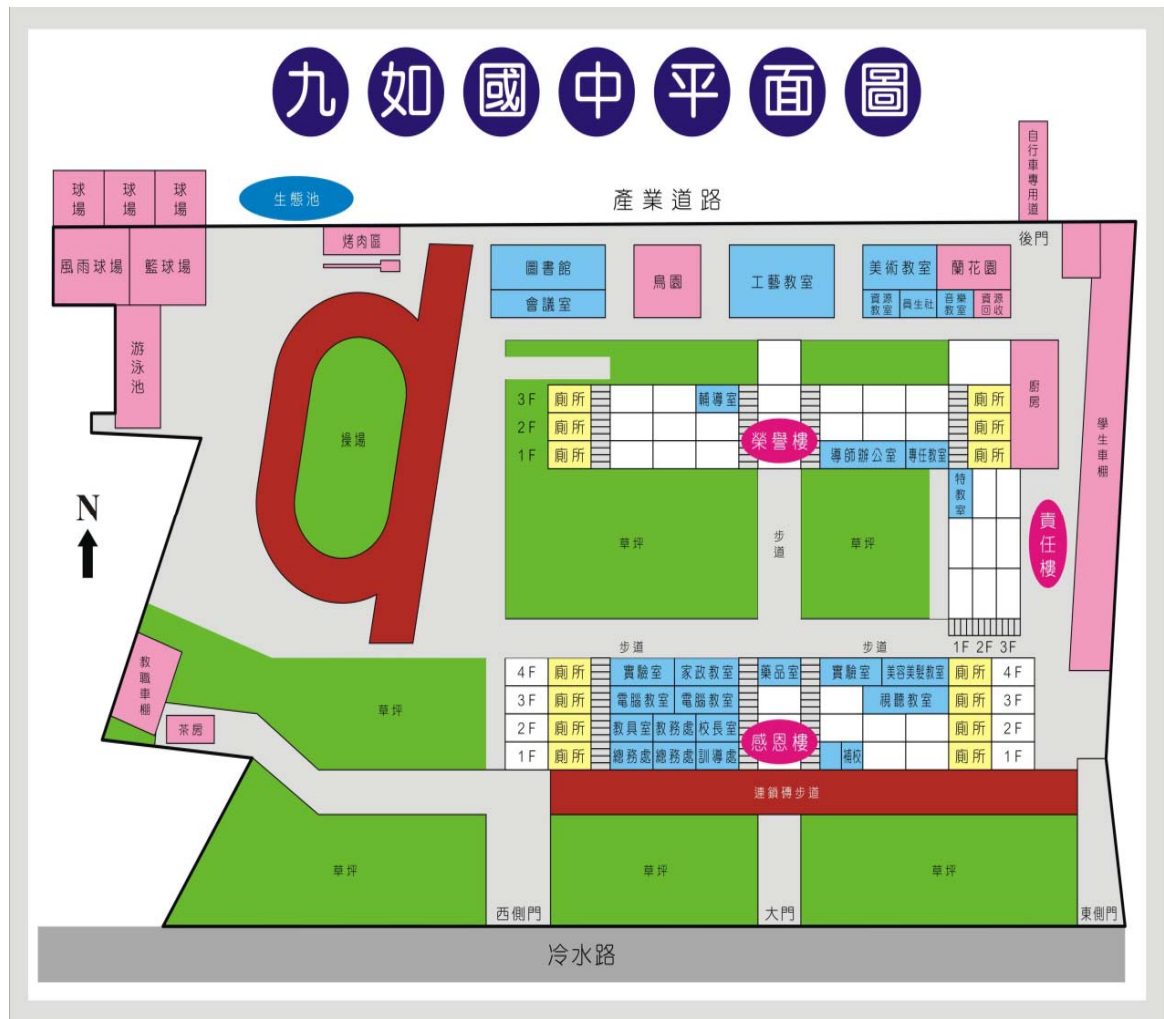 九如國中平面圖
自行車專用道
球場 球場 球場
生態池
產業道路
後門
風雨球場 籃球場
烤肉區
圖書館
會議室
鳥園
工藝教室
美術教室 蘭花園
資源教室 員生社 音樂教室 資源回收
游泳池
操場
3F 廁所 輔導室 廁所
2F 廁所 廁所
榮譽樓
1F 廁所 導師辦公室 專任教室 廁所
廚房
學生車棚
特教室
責任樓
N
草坪
步道
草坪
步道
步道
1F 2F 3F
教職車棚
茶房
草坪
4F 廁所 實驗室 家政教室 藥品室 實驗室 美容美髮教室 廁所 4F
3F 廁所 電腦教室 電腦教室 視聽教室 廁所 3F
2F 廁所 教具室 教務處 校長室 廁所 2F
感恩樓
1F 廁所 總務處 總務處 訓導處 補校 廁所 1F
連鎖磚步道
草坪
草坪
草坪
西側門
大門
東側門
冷水路